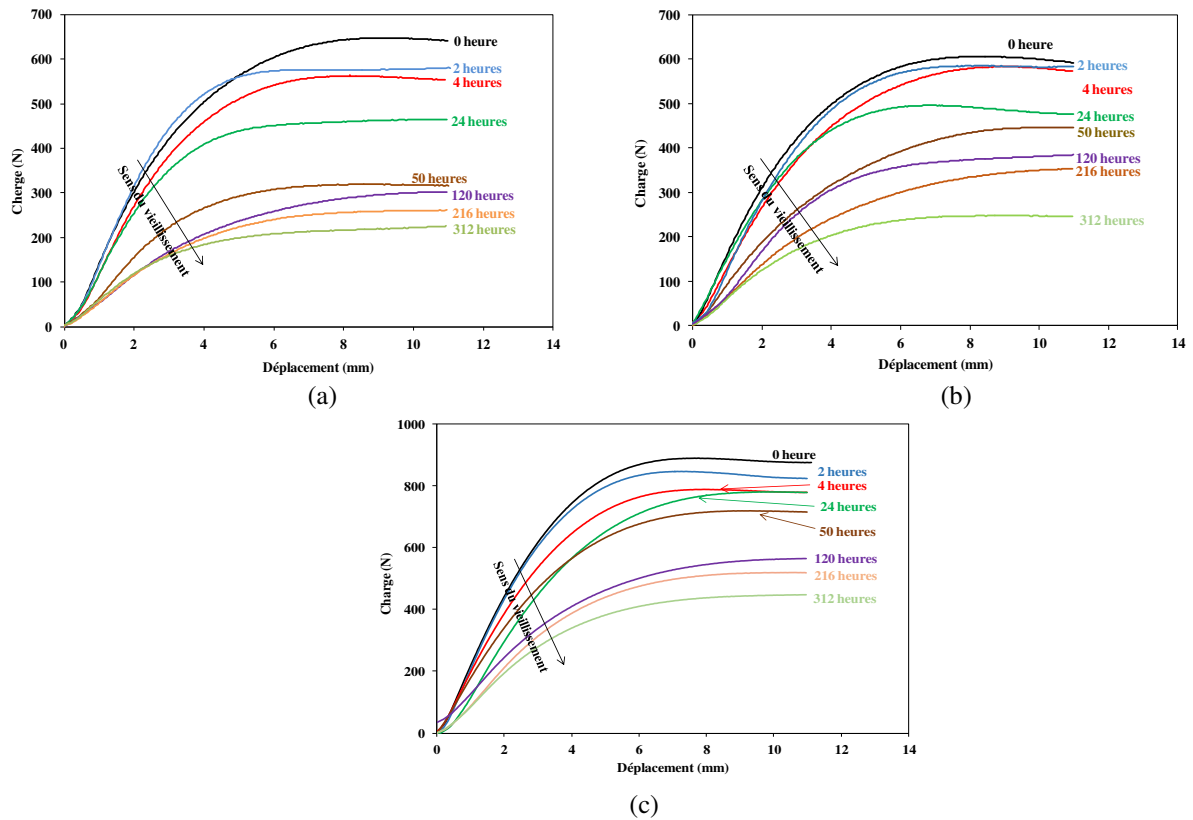 700
600
500
400
300
200
100
0
0 2 4 6 8 10 12 14
Cherge (N)
Déplacement (mm)
Sens du vieillissement
0 heure
2 heures
4 heures
24 heures
50 heures
120 heures
216 heures
312 heures
(a)
700
600
500
400
300
200
100
0
0 2 4 6 8 10 12 14
Charge (N)
Déplacement (mm)
Sens du vieillissement
0 heure
2 heures
4 heures
24 heures
50 heures
120 heures
216 heures
312 heures
(b)
1000
800
600
400
200
0
0 2 4 6 8 10 12 14
Charge (N)
Déplacement (mm)
Sens du vieillissement
0 heure
2 heures
4 heures
24 heures
50 heures
120 heures
216 heures
312 heures
(c)